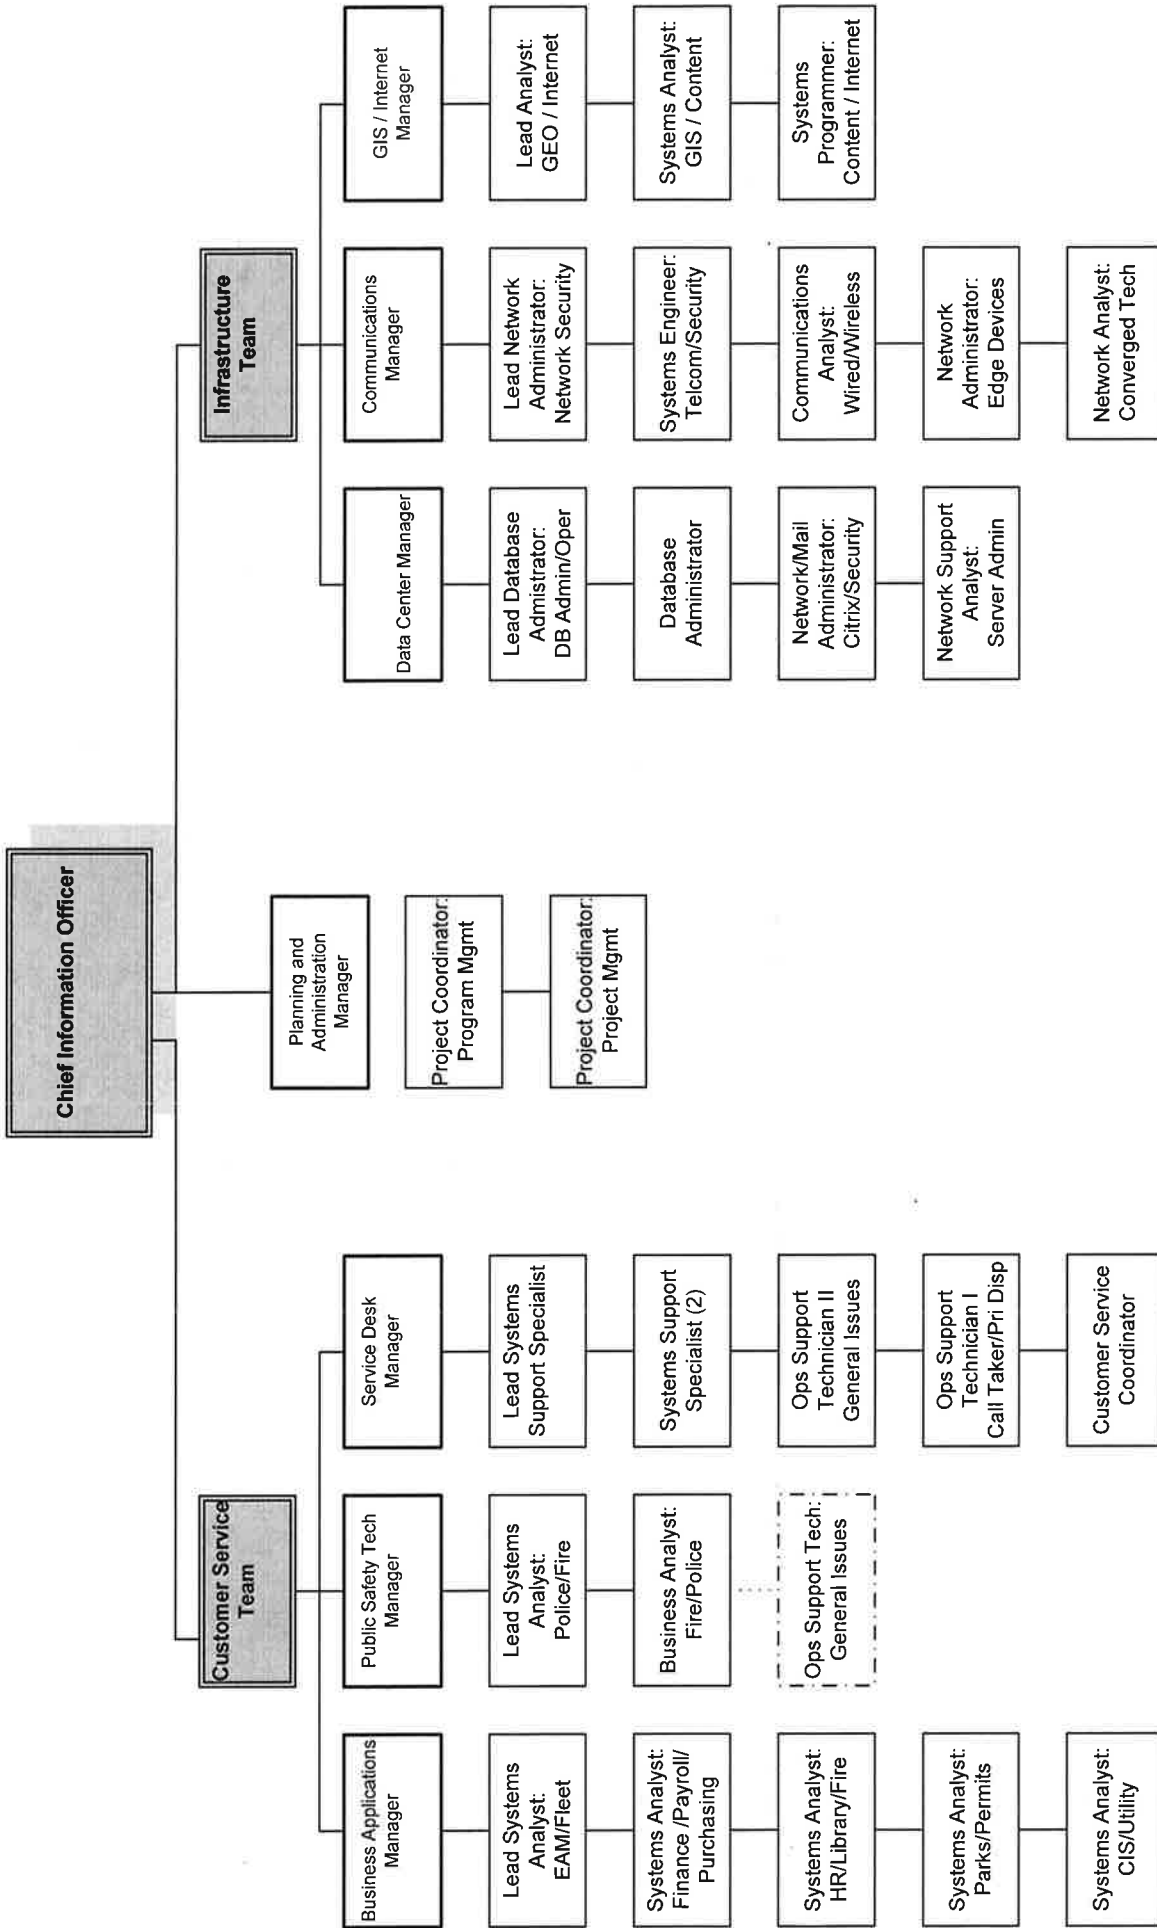 Chief Information Officer
Customer Service
Team
Infrastructure
Team
Planning and
Administration
Manager
Project Coordinator:
Program Mgmt
Project Coordinator:
Project Mgmt
Business Applications
Manager
Lead Systems
Analyst:
EAM/Fleet
Systems Analyst:
Finance /Payroll/
Purchasing
Systems Analyst:
HR/Library/Fire
Systems Analyst:
Parks/Permits
Systems Analyst:
CIS/Utility
Public Safety Tech
Manager
Lead Systems
Analyst:
Police/Fire
Business Analyst:
Fire/Police
Ops Support Tech:
General Issues
Service Desk
Manager
Lead Systems
Support Specialist
Systems Support
Specialist (2)
Ops Support
Technician II
General Issues
Ops Support
Technician I
Call Taker/Pri Disp
Customer Service
Coordinator
Data Center Manager
Lead Database
Admistrator:
DB Admin/Oper
Database
Administrator
Network/Mail
Administrator:
Citrix/Security
Network Support
Analyst:
Server Admin
Communications
Manager
Lead Network
Administrator:
Network Security
Systems Engineer:
Telcom/Security
Communications
Analyst:
Wired/Wireless
Network
Administrator:
Edge Devices
Network Analyst:
Converged Tech
GIS / Internet
Manager
Lead Analyst:
GEO / Internet
Systems Analyst:
GIS / Content
Systems
Programmer:
Content / Internet